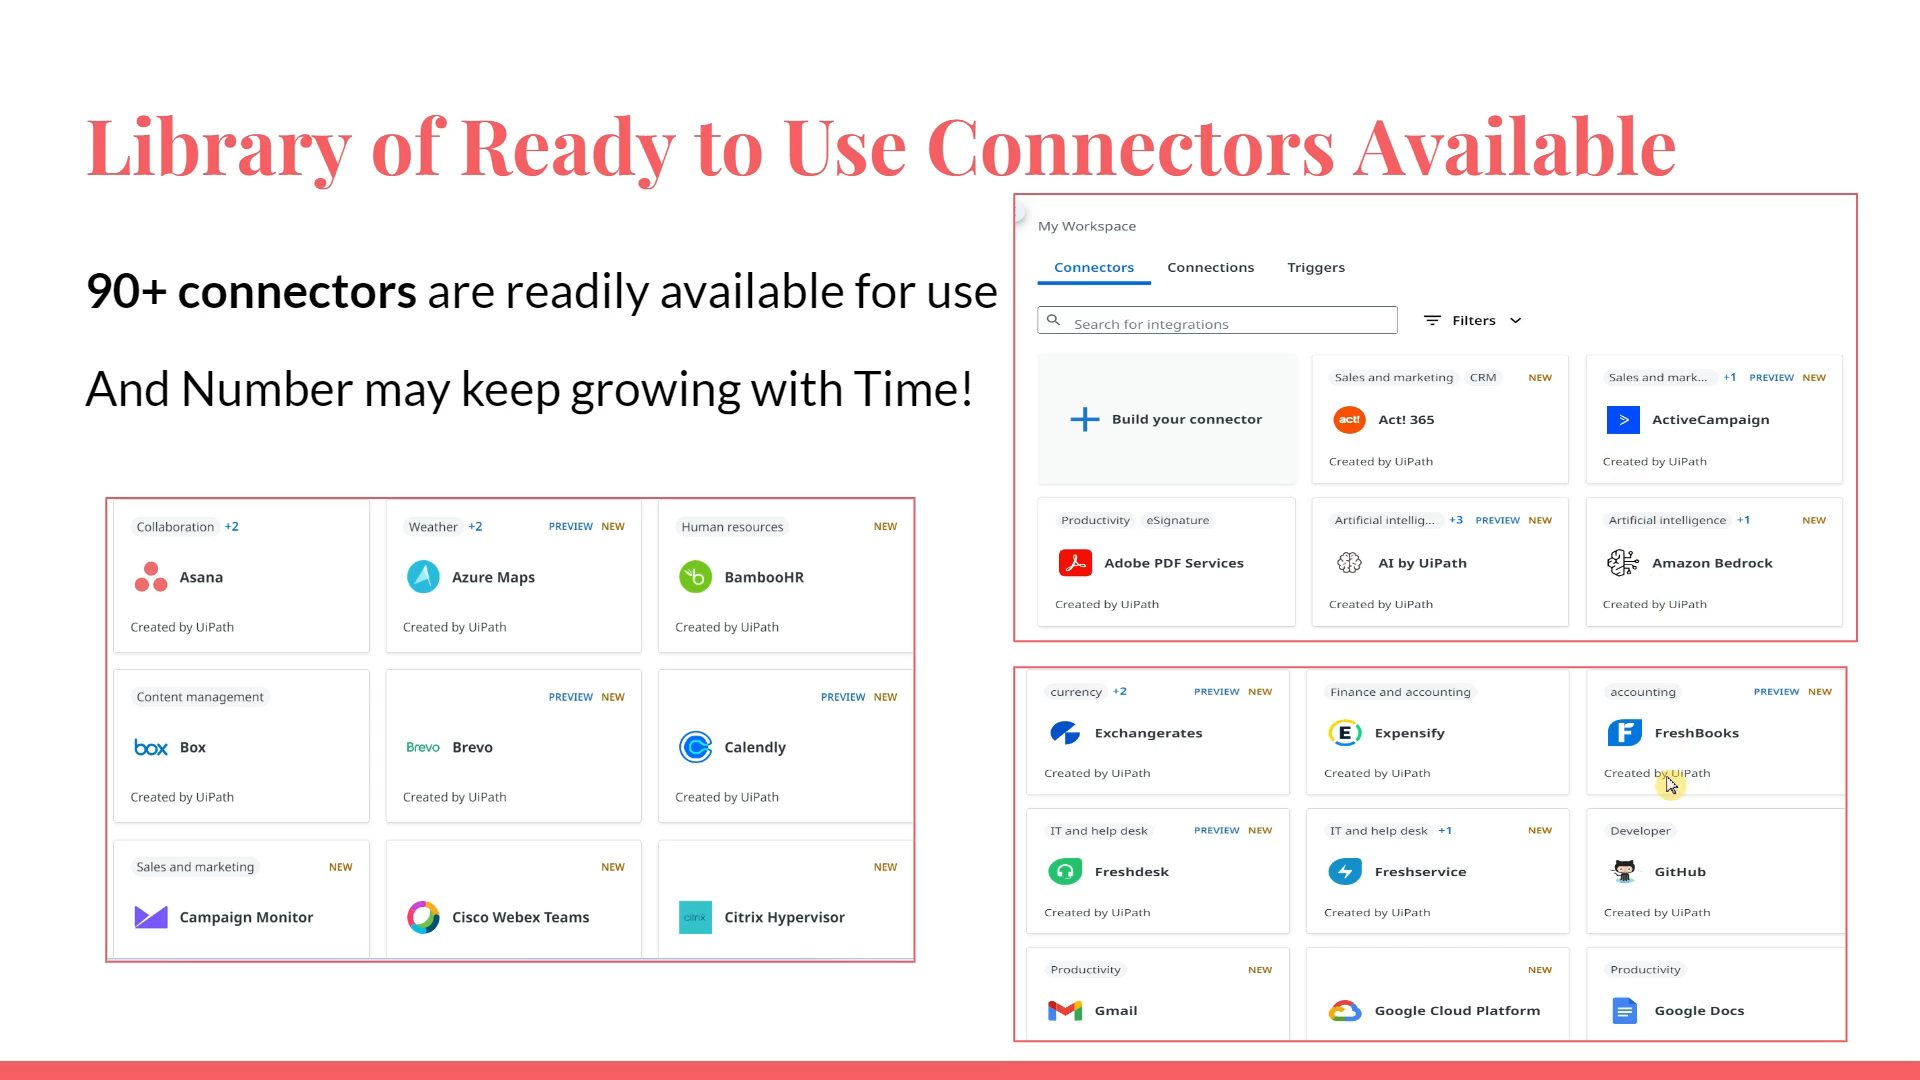 Library of Ready to Use Connectors Available
90+ connectors are readily available for use
And Number may keep growing with Time!
Collaboration +2
Asana
Created by UiPath
Weather +2 PREVIEW NEW
Azure Maps
Created by UiPath
Human resources NEW
BambooHR
Created by UiPath
Content management
box Box
Created by UiPath
PREVIEW NEW
Brevo Brevo
Created by UiPath
PREVIEW NEW
Calendly
Created by UiPath
Sales and marketing NEW
Campaign Monitor
NEW
Cisco Webex Teams
NEW
citrix Citrix Hypervisor
My Workspace
Connectors Connections Triggers
Search for integrations Filters
Build your connector
Sales and marketing CRM NEW
act! Act! 365
Created by UiPath
Sales and mark... +1 PREVIEW NEW
ActiveCampaign
Created by UiPath
Productivity eSignature
Adobe PDF Services
Created by UiPath
Artificial intellig... +3 PREVIEW NEW
AI by UiPath
Created by UiPath
Artificial intelligence +1 NEW
Amazon Bedrock
Created by UiPath
currency +2 PREVIEW NEW
Exchangerates
Created by UiPath
Finance and accounting
E Expensify
Created by UiPath
accounting PREVIEW NEW
F FreshBooks
Created by UiPath
IT and help desk PREVIEW NEW
Freshdesk
Created by UiPath
IT and help desk +1 NEW
Freshservice
Created by UiPath
Developer
GitHub
Created by UiPath
Productivity NEW
Gmail
NEW
Google Cloud Platform
Productivity
Google Docs